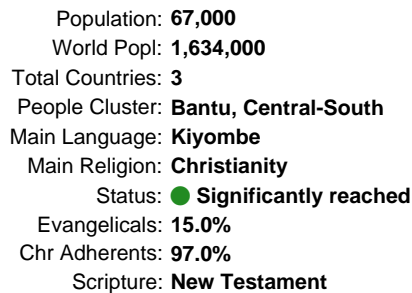 Population: 67,000
World Popl: 1,634,000
Total Countries: 3
People Cluster: Bantu, Central-South
Main Language: Kiyombe
Main Religion: Christianity
Status: Significantly reached
Evangelicals: 15.0%
Chr Adherents: 97.0%
Scripture: New Testament